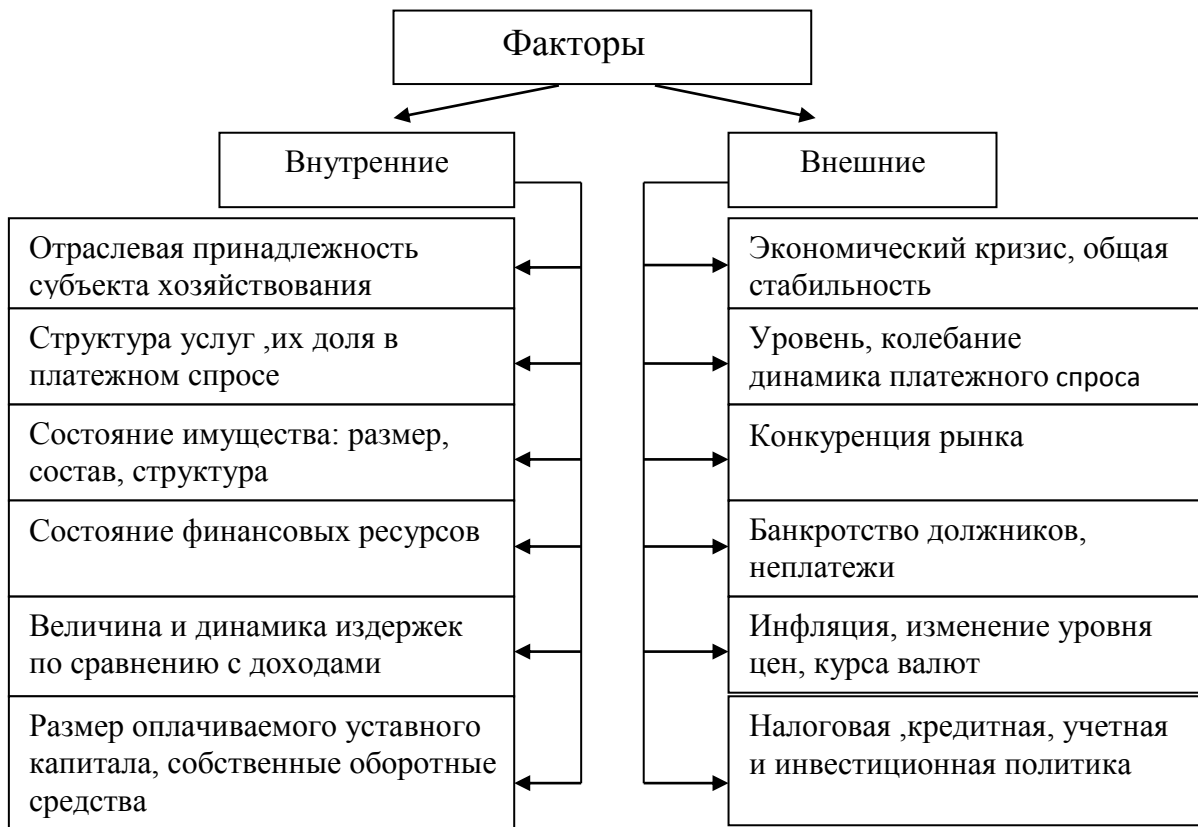 Факторы
Внутренние
Внешние
Отраслевая принадлежность
субъекта хозяйствования
Структура услуг ,их доля в
платежном спросе
Состояние имущества: размер,
состав, структура
Состояние финансовых ресурсов
Величина и динамика издержек
по сравнению с доходами
Размер оплачиваемого уставного
капитала, собственные оборотные
средства
Экономический кризис, общая
стабильность
Уровень, колебание
динамика платежного спроса
Конкуренция рынка
Банкротство должников,
неплатежи
Инфляция, изменение уровня
цен, курса валют
Налоговая ,кредитная, учетная
и инвестиционная политика